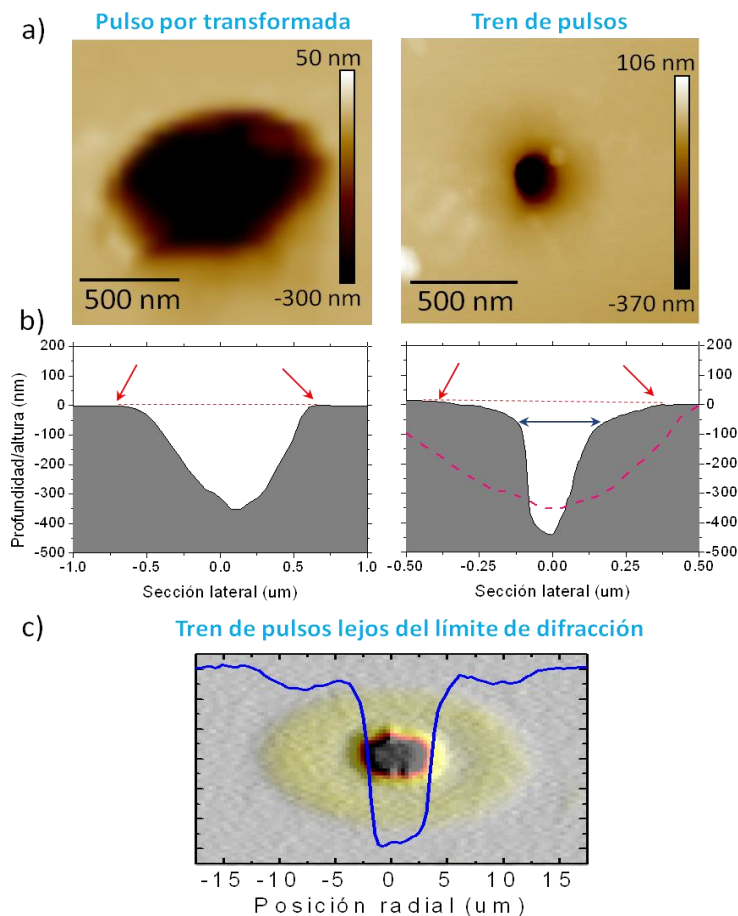 a)
Pulso por transformada
Tren de pulsos
50 nm
-300 nm
500 nm
106 nm
-370 nm
500 nm
b)
Profundidad/altura (nm)
200
100
0
-100
-200
-300
-400
-500
-1.0 -0.5 0.0 0.5 1.0
Sección lateral (um)
200
100
0
-100
-200
-300
-400
-500
-0.50 -0.25 0.00 0.25 0.50
Sección lateral (um)
c)
Tren de pulsos lejos del límite de difracción
-15 -10 -5 0 5 10 15
Posición radial (um)